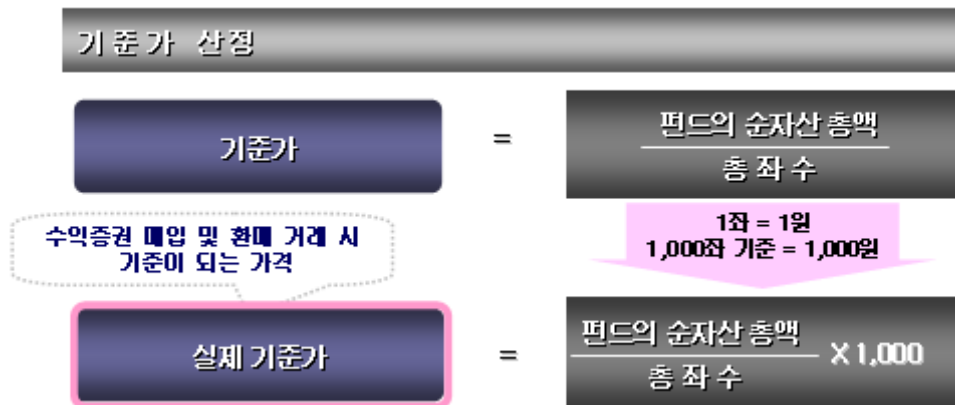 기준가 산정
기준가
=
펀드의 순자산 총액
총 좌 수
수익증권 매입 및 환매 거래 시
기준이 되는 가격
1좌 = 1원
1,000좌 기준 = 1,000원
실제 기준가
=
펀드의 순자산 총액
총 좌 수
X 1,000